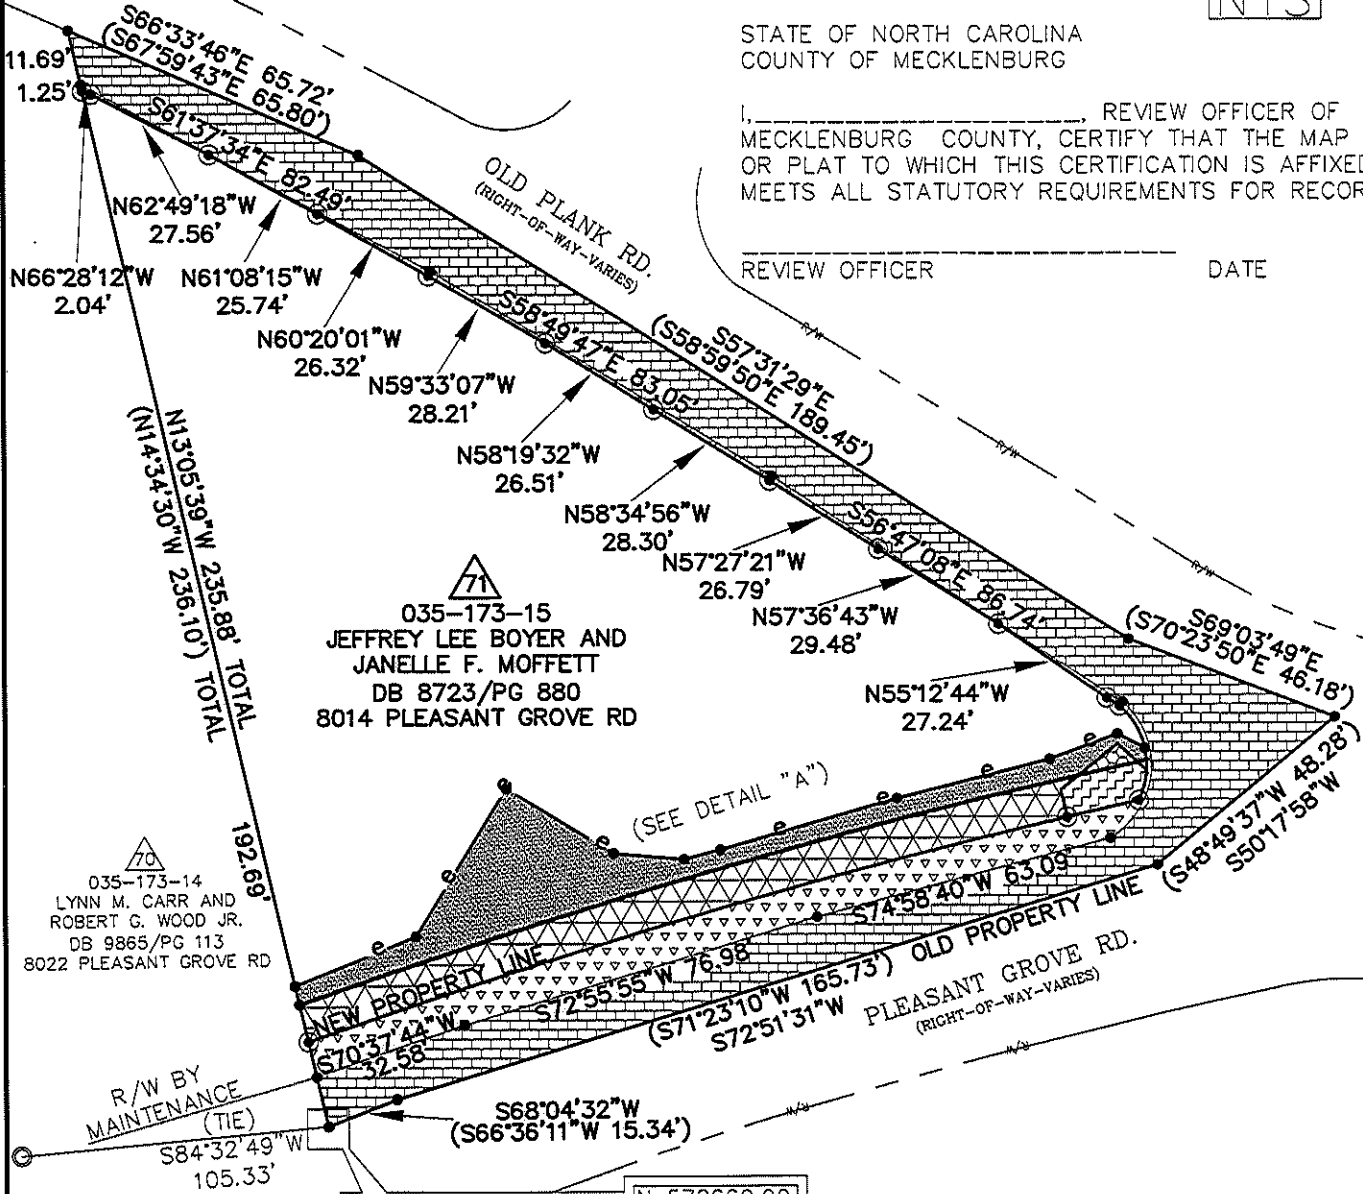 NTS
STATE OF NORTH CAROLINA
COUNTY OF MECKLENBURG
I,____________________, REVIEW OFFICER OF
MECKLENBURG COUNTY, CERTIFY THAT THE MAP
OR PLAT TO WHICH THIS CERTIFICATION IS AFFIXED
MEETS ALL STATUTORY REQUIREMENTS FOR RECOR
REVIEW OFFICER DATE
S66°33'46"E 65.72'
(S67°59'43"E 65.80')
11.69'
1.25'
S61°37'34"E 82.49'
OLD PLANK RD.
(RIGHT-OF-WAY-VARIES)
N62°49'18"W
27.56'
N66°28'12"W
2.04'
N61°08'15"W
25.74'
N60°20'01"W
26.32'
N59°33'07"W
28.21'
S58°49'47"E 83.05'
S57°31'29"E
(S58°59'50"E 189.45')
R/W
R/W
R/W
N58°19'32"W
26.51'
N58°34'56"W
28.30'
N57°27'21"W
26.79'
S56°47'08"E 86.74'
N57°36'43"W
29.48'
N55°12'44"W
27.24'
S69°03'49"E
(S70°23'50"E 46.18')
N13°05'39"W 235.88' TOTAL
(N14°34'30"W 236.10') TOTAL
71
035-173-15
JEFFREY LEE BOYER AND
JANELLE F. MOFFETT
DB 8723/PG 880
8014 PLEASANT GROVE RD
(SEE DETAIL "A")
e
e
e
e
e
e
e
192.69'
70
035-173-14
LYNN M. CARR AND
ROBERT G. WOOD JR.
DB 9865/PG 113
8022 PLEASANT GROVE RD
(S48°49'37"W 48.28')
S50°17'58"W
S74°58'40"W 63.09'
NEW PROPERTY LINE
S72°55'55"W 76.98'
S70°37'44"W
32.58'
(S71°23'10"W 165.73') OLD PROPERTY LINE
S72°51'31"W
PLEASANT GROVE RD.
(RIGHT-OF-WAY-VARIES)
R/W
R/W
R/W BY
MAINTENANCE
(TIE)
S84°32'49"W
105.33'
S68°04'32"W
(S66°36'11"W 15.34')